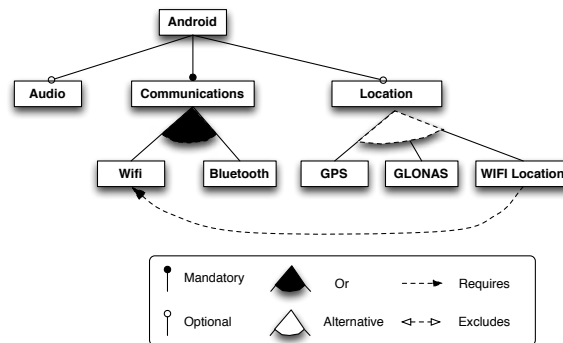 Android
Audio
Communications
Location
Wifi
Bluetooth
GPS
GLONAS
WIFI Location
Mandatory
Or
Requires
Optional
Alternative
Excludes